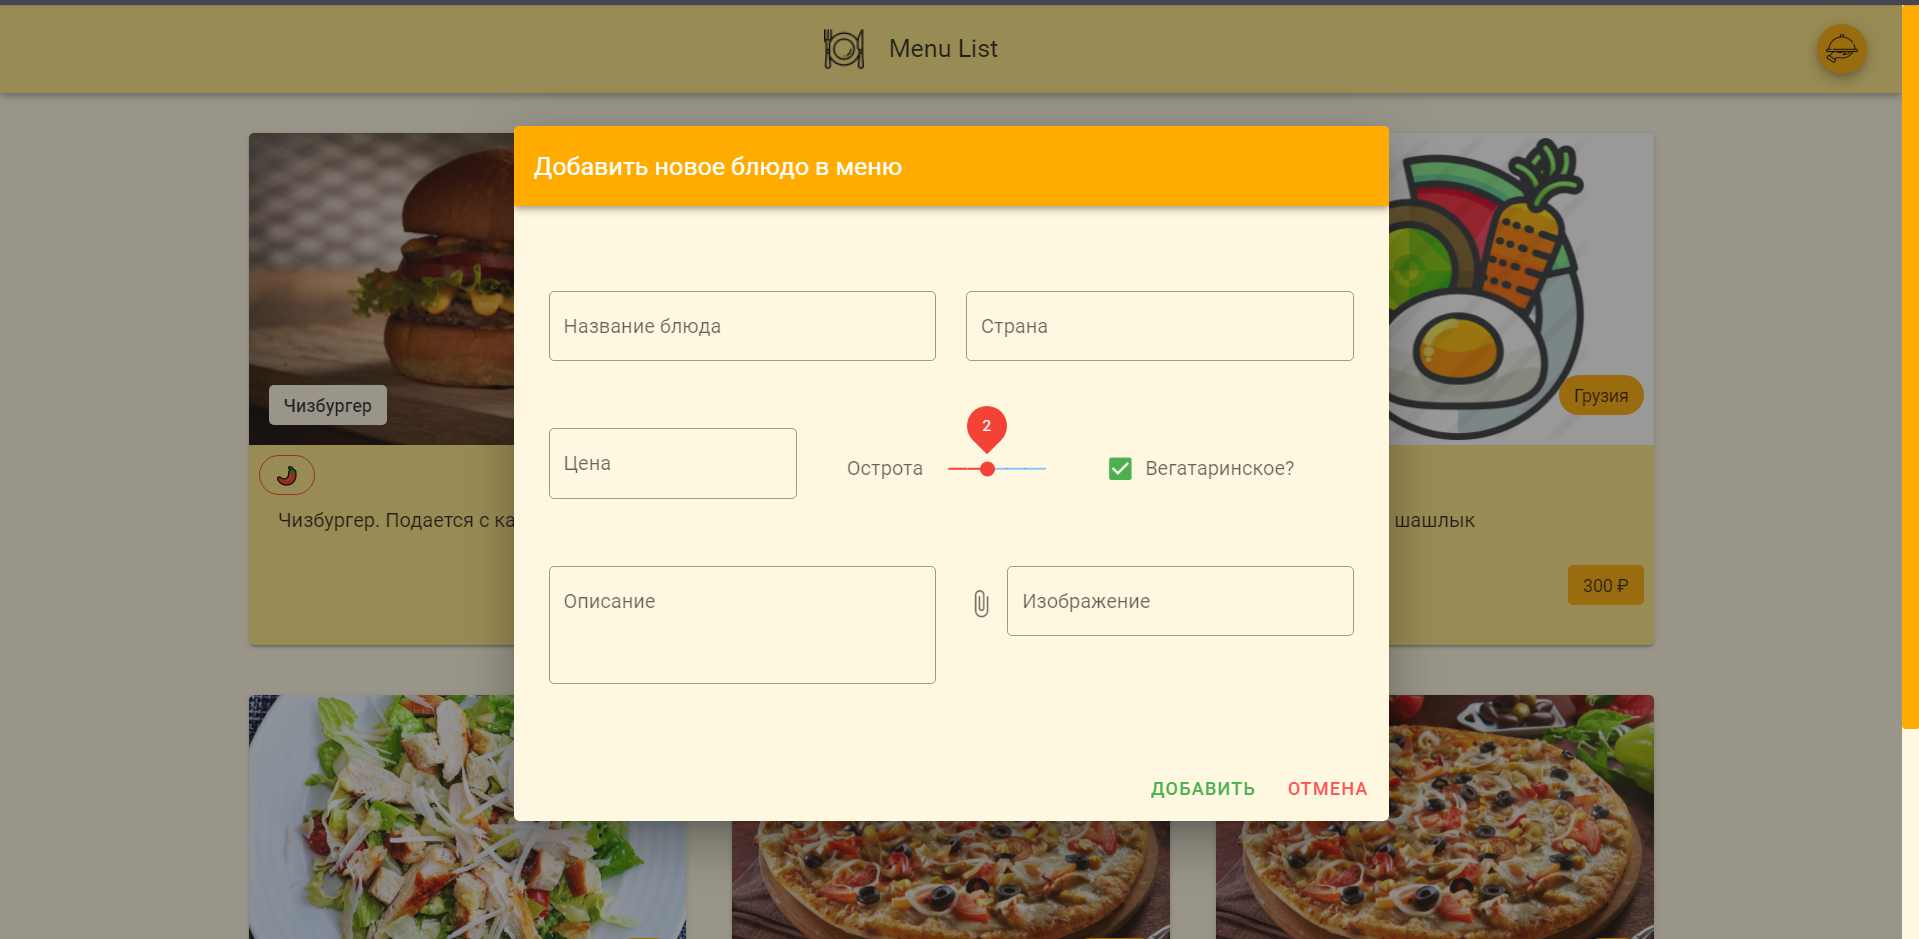 Menu List
Добавить новое блюдо в меню
Название блюда
Страна
Чизбургер
Грузия
2
Цена
Острота
Вегатаринское?
Чизбургер. Подается с ка
шашлык
Описание
Изображение
300 ₽
ДОБАВИТЬ
ОТМЕНА